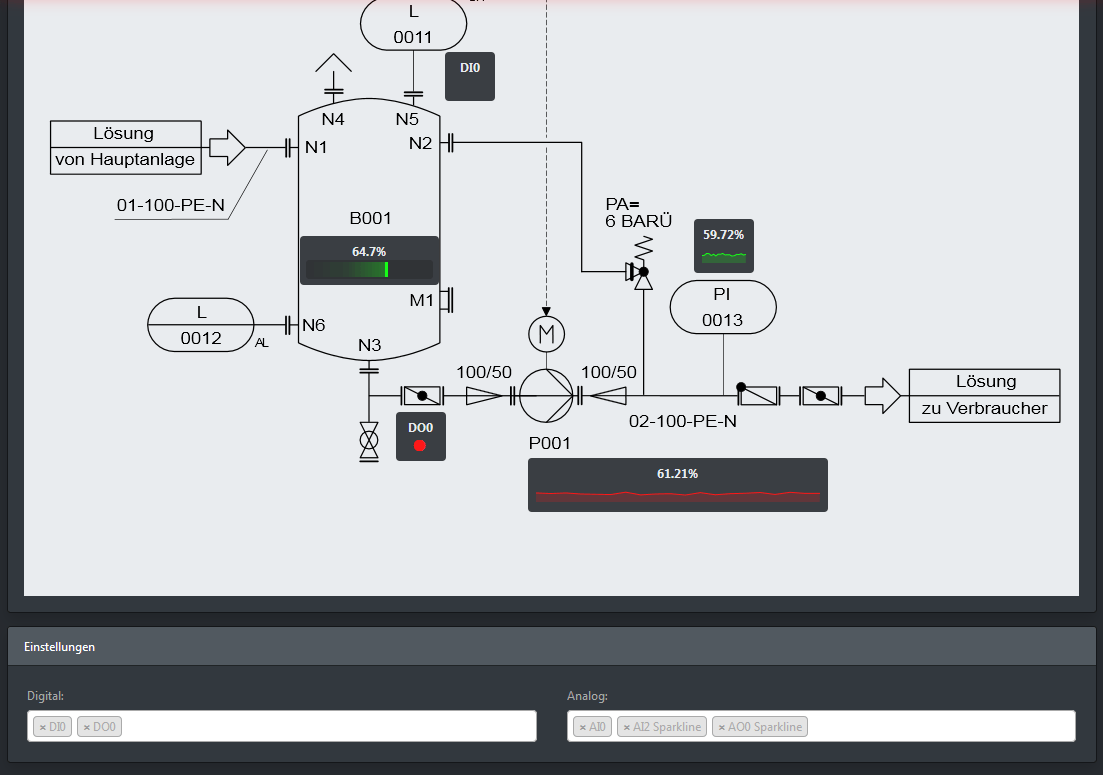 L
0011
DI0
N4
N5
Lösung
von Hauptanlage
N1
N2
01-100-PE-N
B001
64.7%
PA=
6 BARÜ
59.72%
M1
PI
0013
L
0012
AL
N6
N3
M
100/50
100/50
Lösung
zu Verbraucher
02-100-PE-N
DO0
P001
61.21%
Einstellungen
Digital:
Analog:
× DI0
× DO0
× AI0
× AI2 Sparkline
× AO0 Sparkline